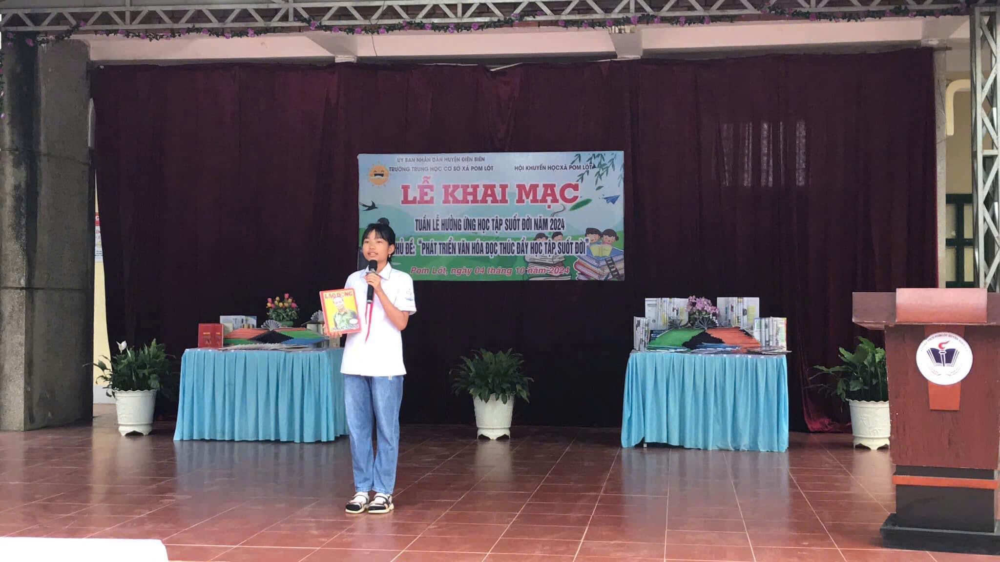 ỦY BAN NHÂN DÂN HUYỆN ĐIỆN BIÊN
TRƯỜNG TRUNG HỌC CƠ SỞ XÃ POM LÓT
HỘI KHUYẾN HỌCXÃ POM LÓT
LỄ KHAI MẠC
TUẦN LỄ HƯỞNG ỨNG HỌC TẬP SUỐT ĐỜI NĂM 2024
HỦ ĐỀ: "PHÁT TRIỂN VĂN HÓA ĐỌC THÚC ĐẨY HỌC TẬP SUỐT ĐỜI"
Pom Lót, ngày 04 tháng 10 năm 2024
LAO ĐỘNG